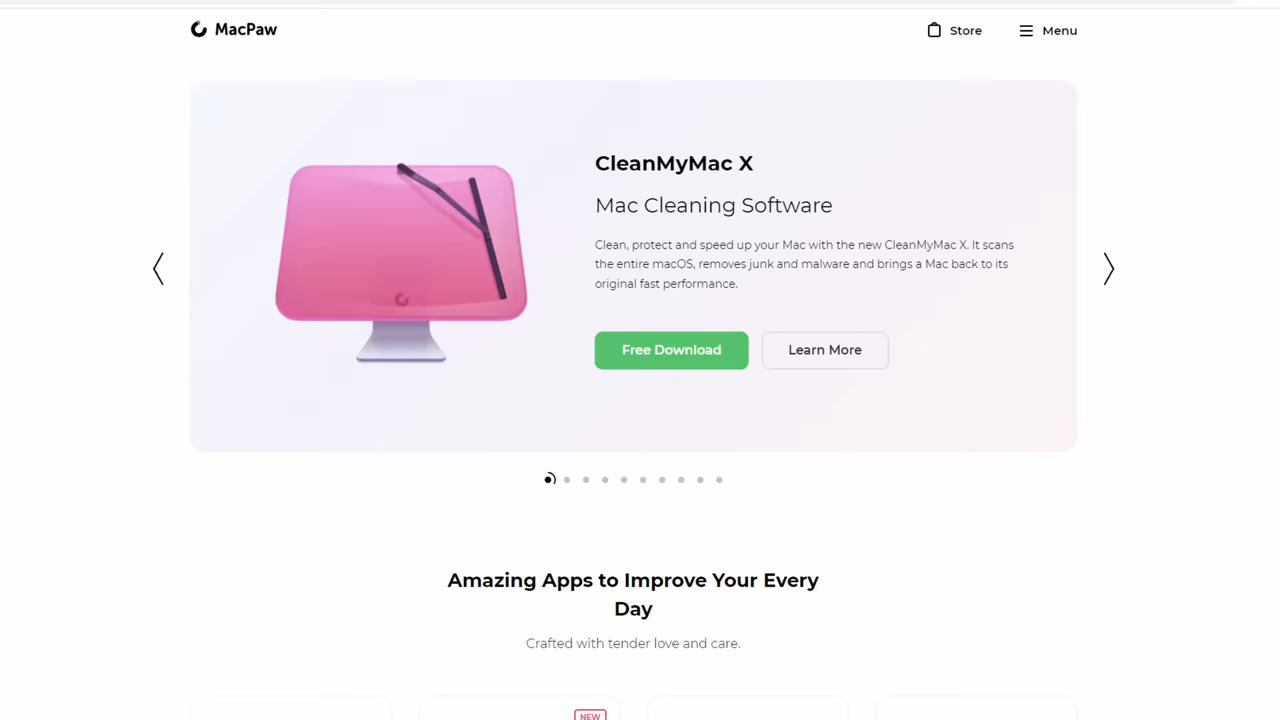 MacPaw
Store
Menu
CleanMyMac X
Mac Cleaning Software
Clean, protect and speed up your Mac with the new CleanMyMac X. It scans
the entire macOS, removes junk and malware and brings a Mac back to its
original fast performance.
Free Download
Learn More
Amazing Apps to Improve Your Every
Day
Crafted with tender love and care.
NEW